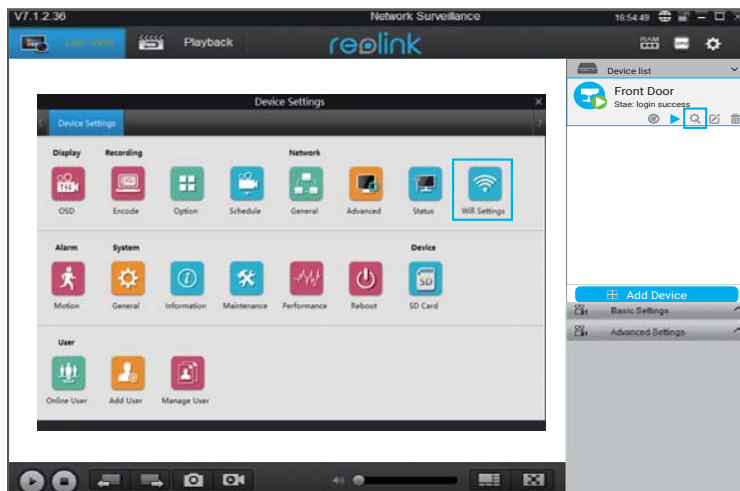 V7.1.2.36 Network Surveillance 16:54:49
Live View Playback reolink RAM
Device list
Front Door
Stae: login success
Device Settings
Device Settings
Display Recording Network
OSD Encode Option Schedule General Advanced Status Wifi Settings
Alarm System Device
SD
Motion General Information Maintenance Performance Reboot SD Card
User
Online User Add User Manage User
Add Device
Basic Settings
Advanced Settings